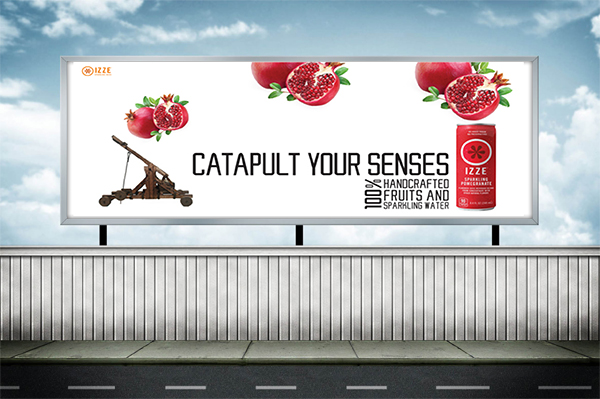 IZZE
CATAPULT YOUR SENSES
100%
HANDCRAFTED
FRUITS AND
SPARKLING WATER
IZZE
SPARKLING
POMEGRANATE